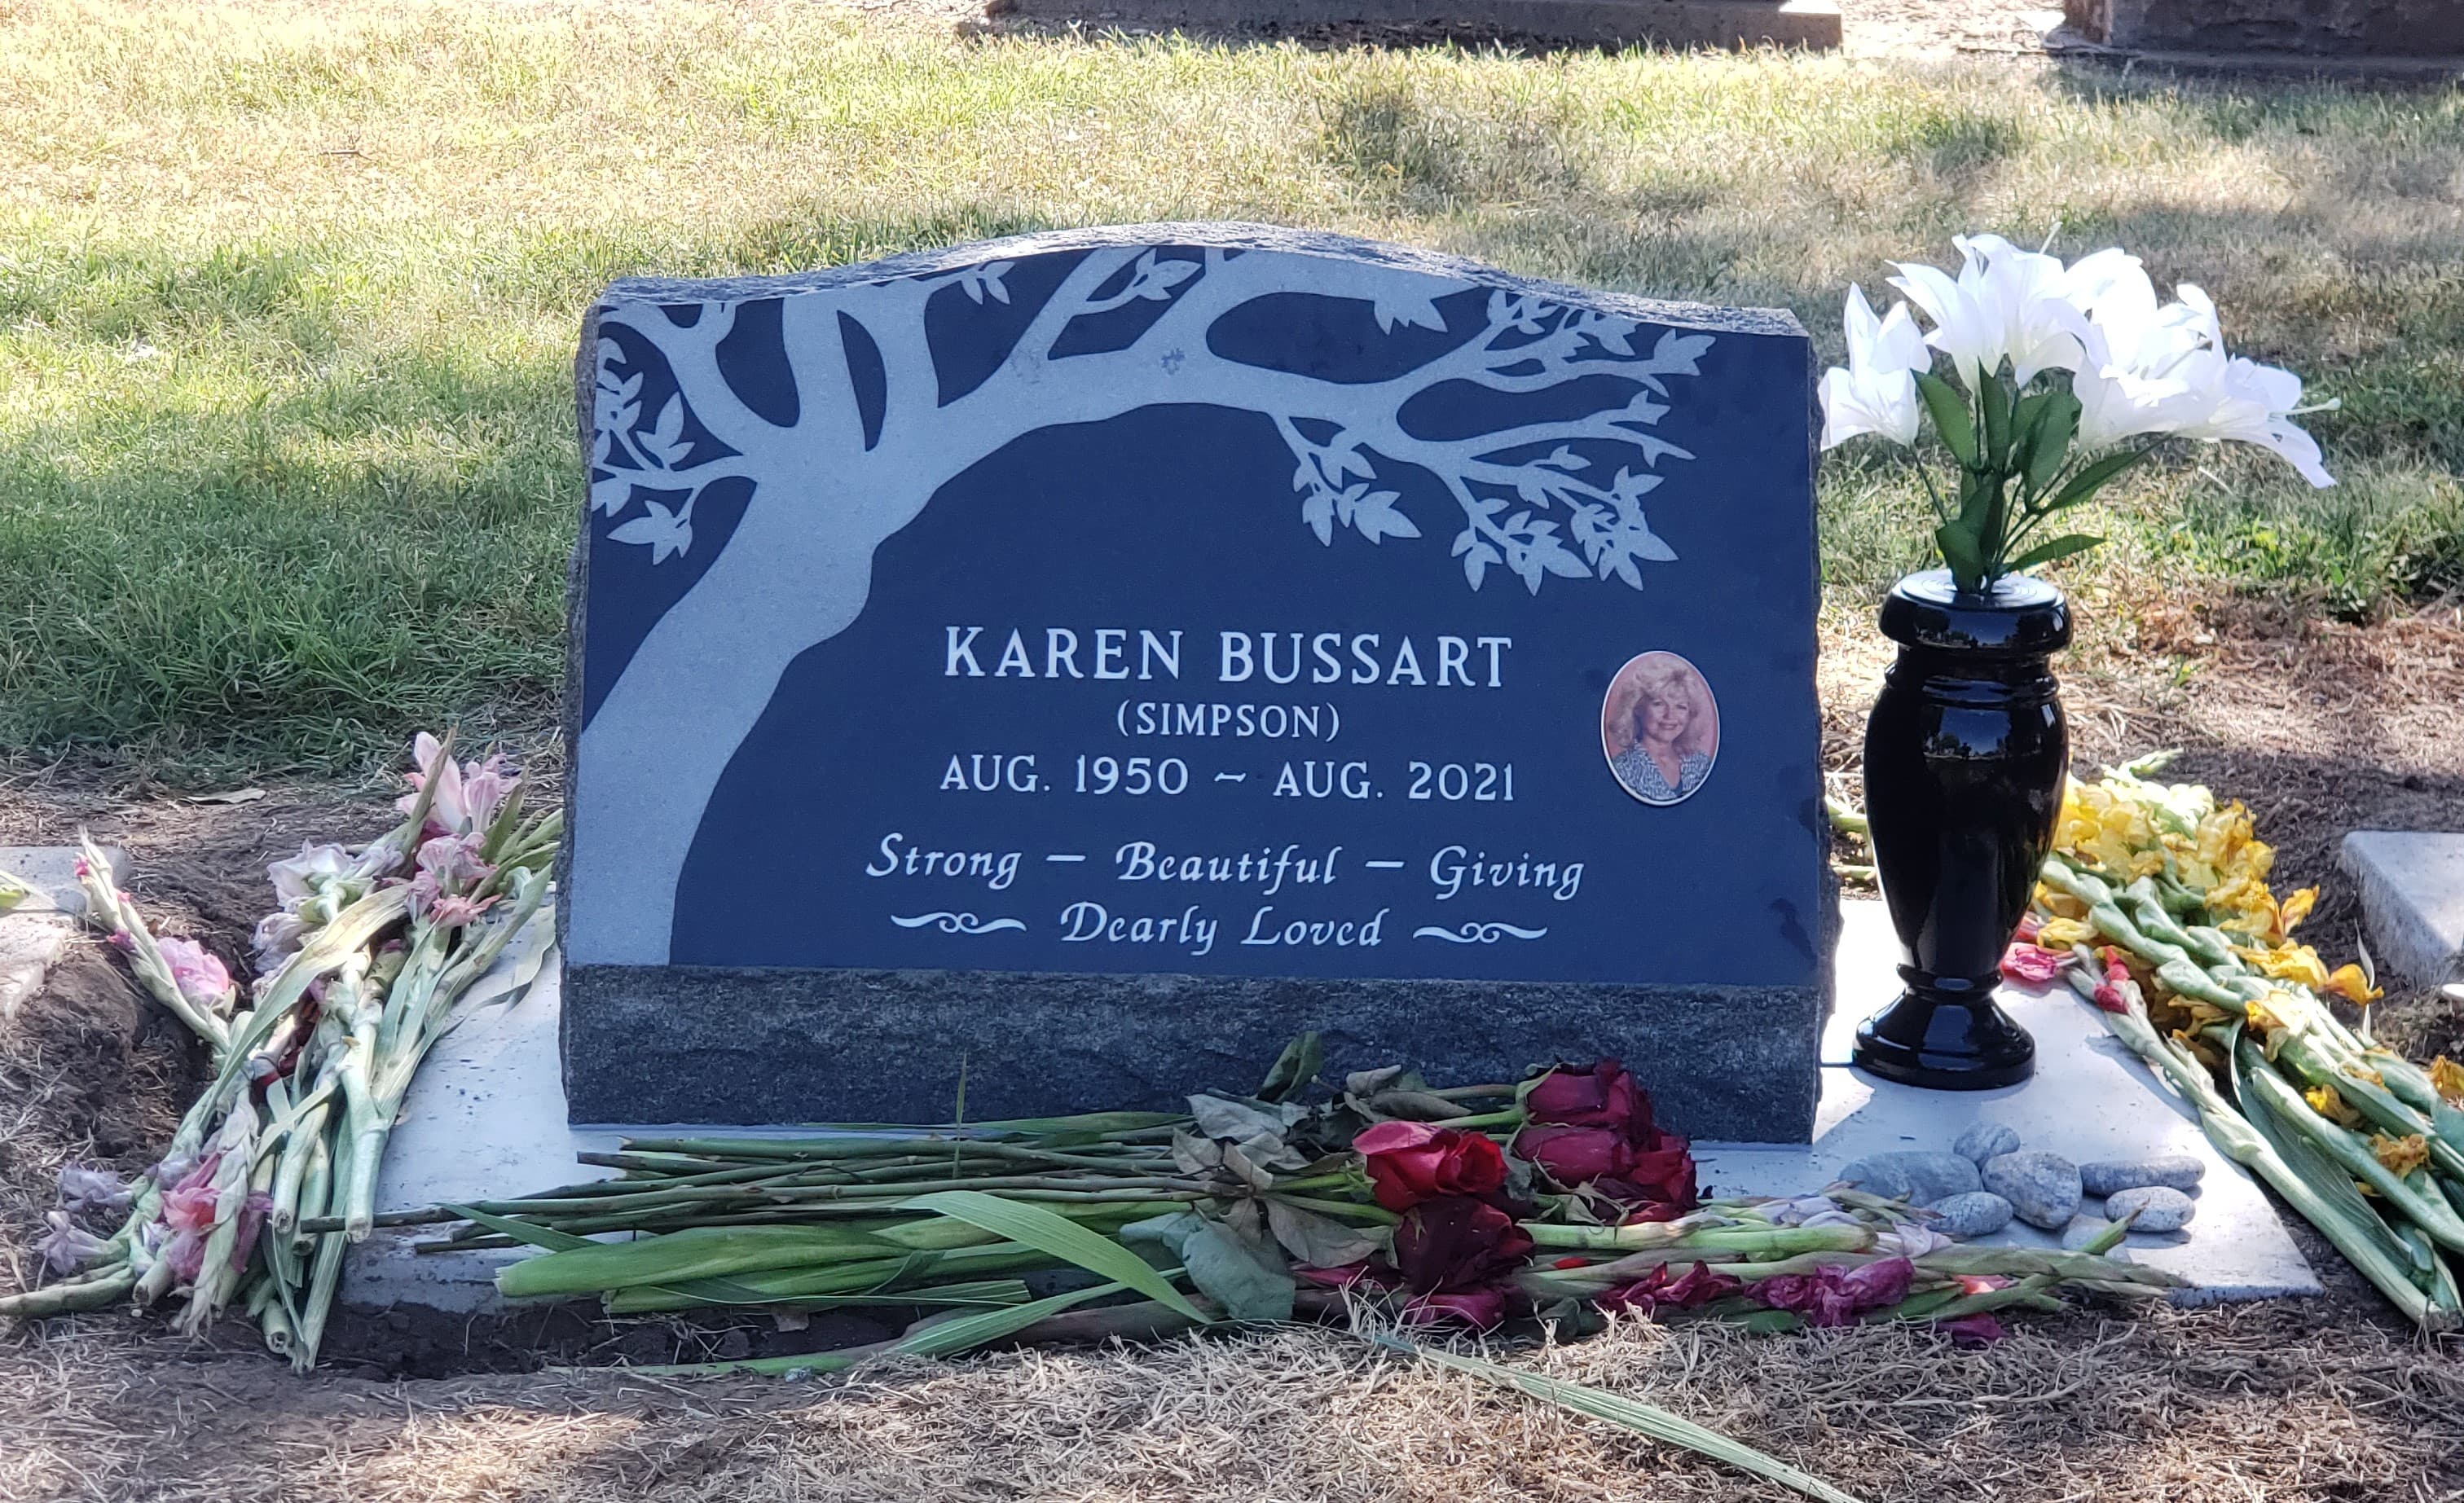 KAREN BUSSART
(SIMPSON)
AUG. 1950 ~ AUG. 2021
Strong — Beautiful — Giving
Dearly Loved